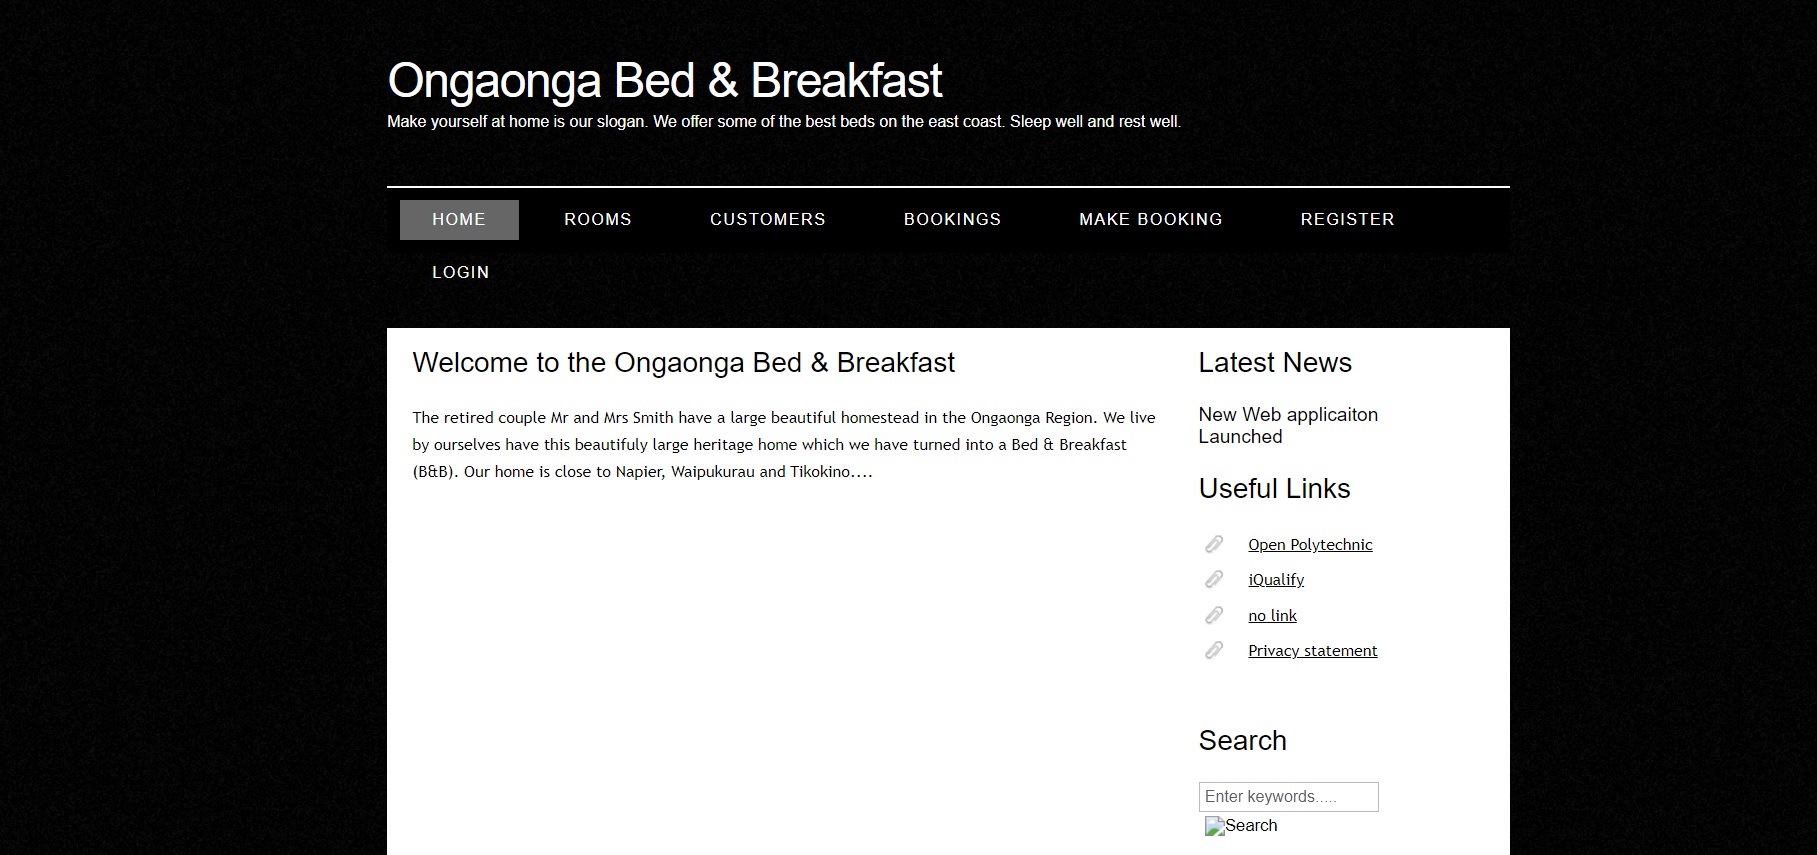 Ongaonga Bed & Breakfast
Make yourself at home is our slogan. We offer some of the best beds on the east coast. Sleep well and rest well.
HOME ROOMS CUSTOMERS BOOKINGS MAKE BOOKING REGISTER
LOGIN
Welcome to the Ongaonga Bed & Breakfast
The retired couple Mr and Mrs Smith have a large beautiful homestead in the Ongaonga Region. We live
by ourselves have this beautifuly large heritage home which we have turned into a Bed & Breakfast
(B&B). Our home is close to Napier, Waipukurau and Tikokino....
Latest News
New Web applicaiton
Launched
Useful Links
Open Polytechnic
iQualify
no link
Privacy statement
Search
Enter keywords.....
Search